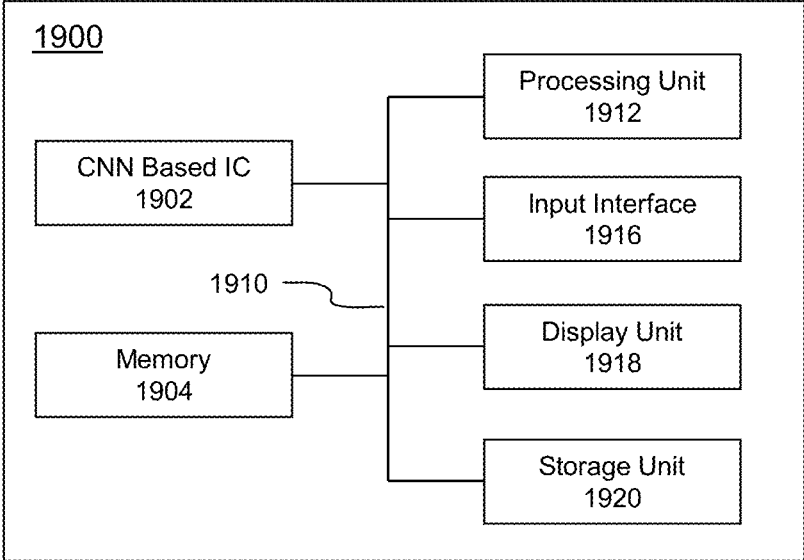 1900
Processing Unit
1912
CNN Based IC
1902
Input Interface
1916
1910
Display Unit
1918
Memory
1904
Storage Unit
1920